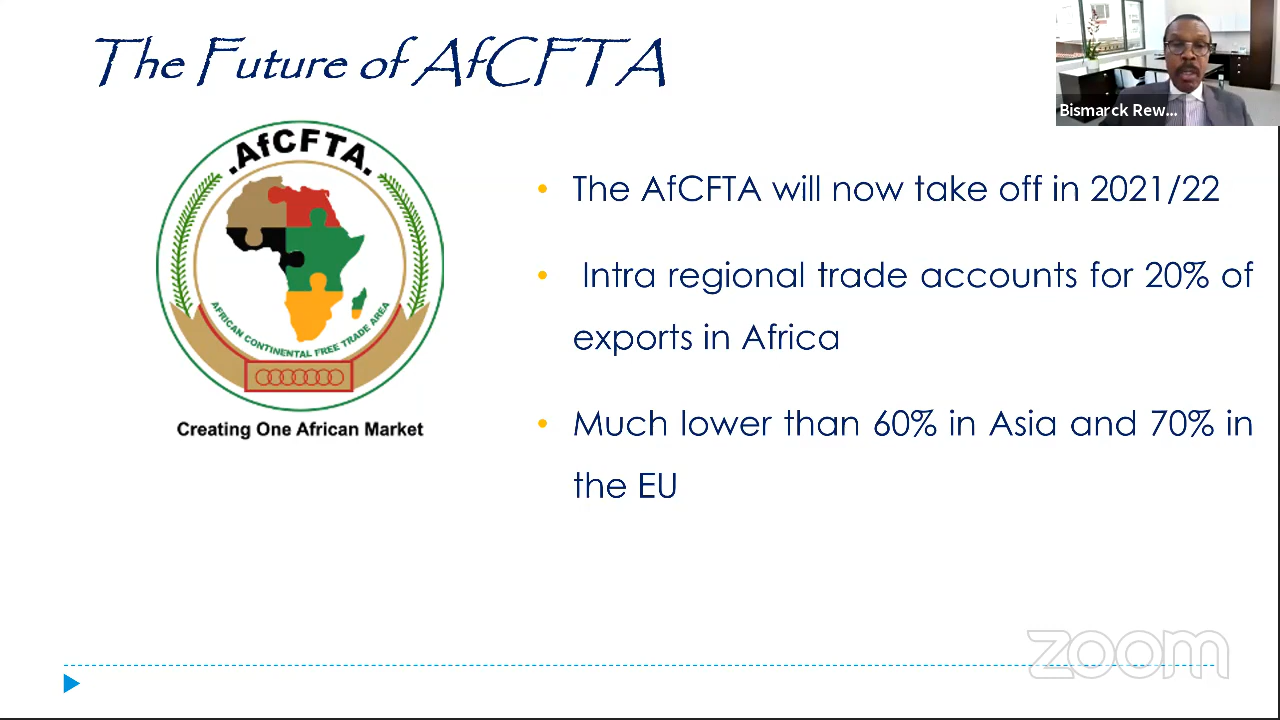 The Future of AfCFTA
Bismarck Rew...
.AfCFTA.
AFRICAN CONTINENTAL FREE TRADE AREA
Creating One African Market
• The AfCFTA will now take off in 2021/22
• Intra regional trade accounts for 20% of
exports in Africa
• Much lower than 60% in Asia and 70% in
the EU
zoom